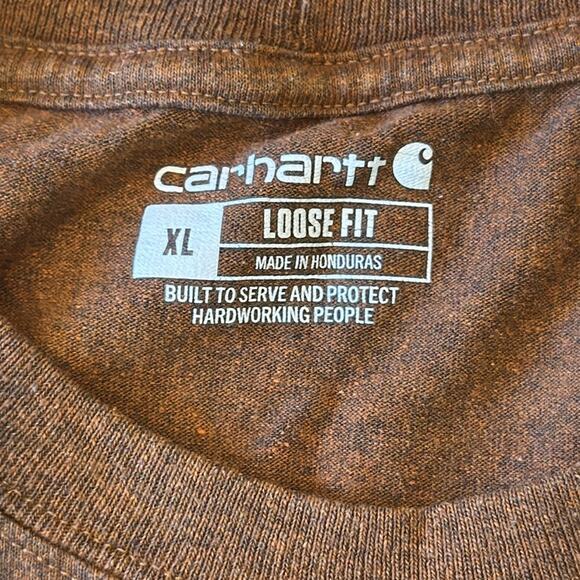 carhartt
XL
LOOSE FIT
MADE IN HONDURAS
BUILT TO SERVE AND PROTECT
HARDWORKING PEOPLE